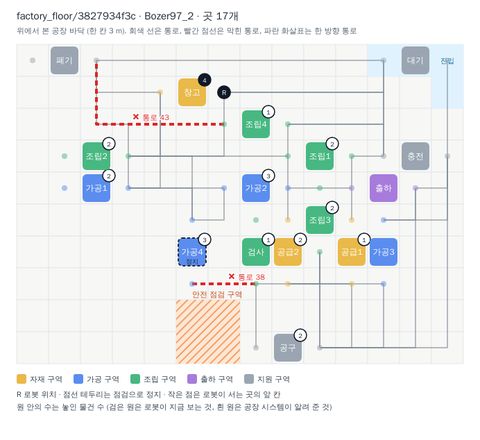 factory_floor/3827934f3c · Bozer97_2 · 곳 17개
위에서 본 공장 바닥 (한 칸 3 m). 회색 선은 통로, 빨간 점선은 막힌 통로, 파란 화살표는 한 방향 통로
폐기
대기
진입
4
창고
R
✕ 통로 43
1
조립4
2
조립2
2
조립1
충전
2
가공1
3
가공2
출하
2
조립3
3
가공4
정지
1
검사
2
공급2
1
공급1
가공3
✕ 통로 38
안전 점검 구역
2
공구
자재 구역
가공 구역
조립 구역
출하 구역
지원 구역
R 로봇 위치 · 점선 테두리는 점검으로 정지 · 작은 점은 로봇이 서는 곳의 앞 칸
원 안의 수는 놓인 물건 수 (검은 원은 로봇이 지금 보는 것, 흰 원은 공장 시스템이 알려 준 것)